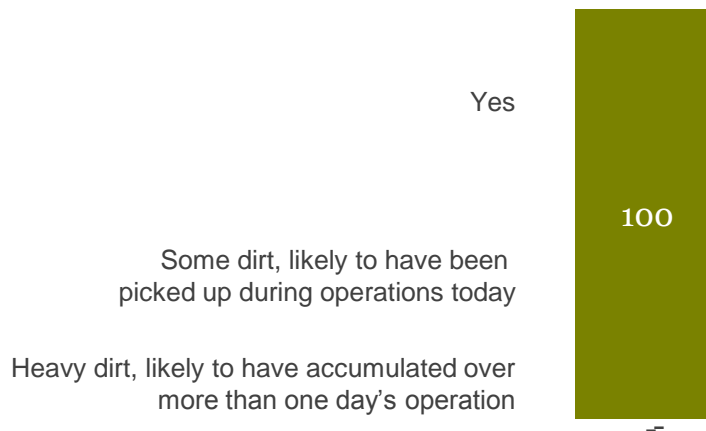 Yes
100
Some dirt, likely to have been
picked up during operations today
Heavy dirt, likely to have accumulated over
more than one day’s operation